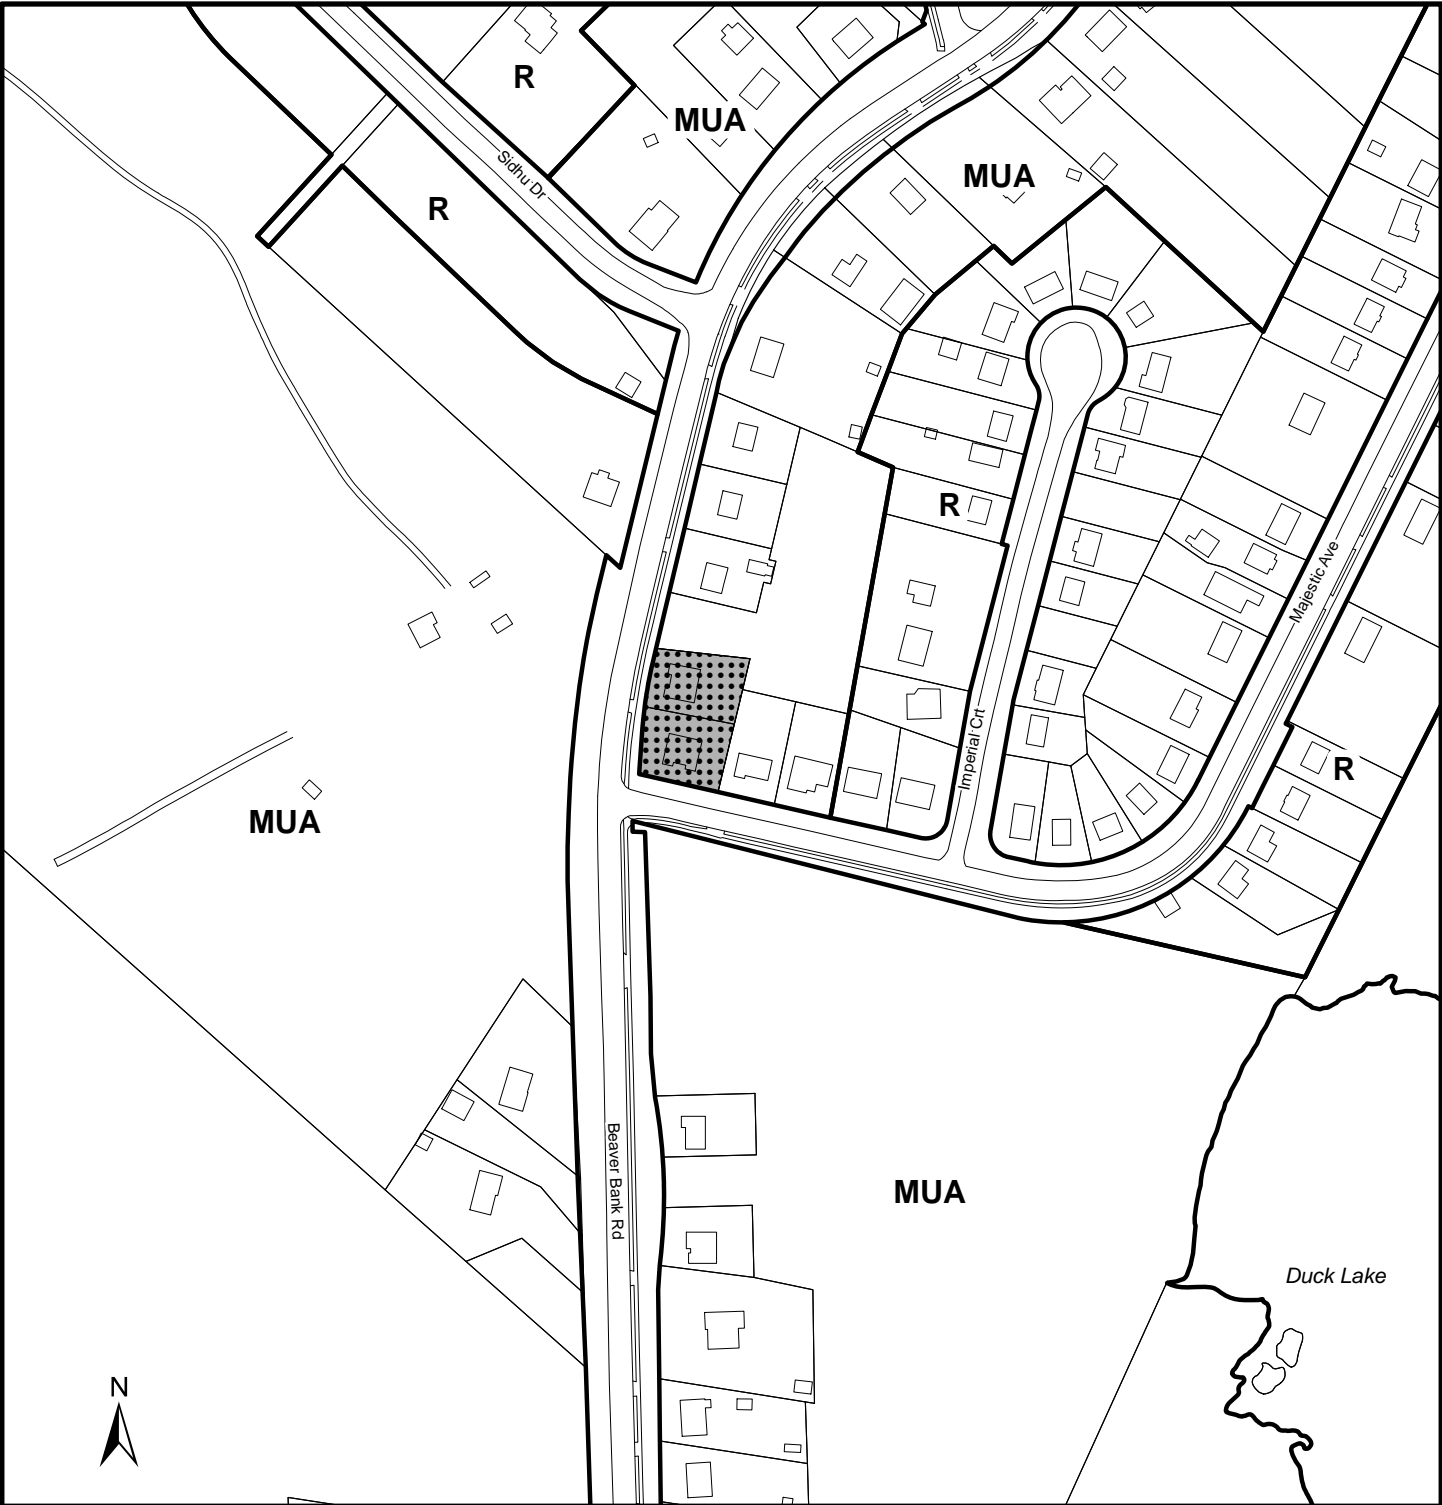 R
MUA
Sidhu Dr
MUA
R
R
Majestic Ave
Imperial Crt
R
MUA
Beaver Bank Rd
MUA
Duck Lake
N